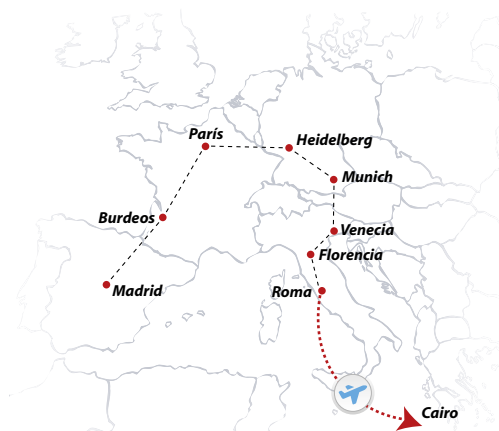 París
Heidelberg
Munich
Burdeos
Venecia
Florencia
Madrid
Roma
Cairo